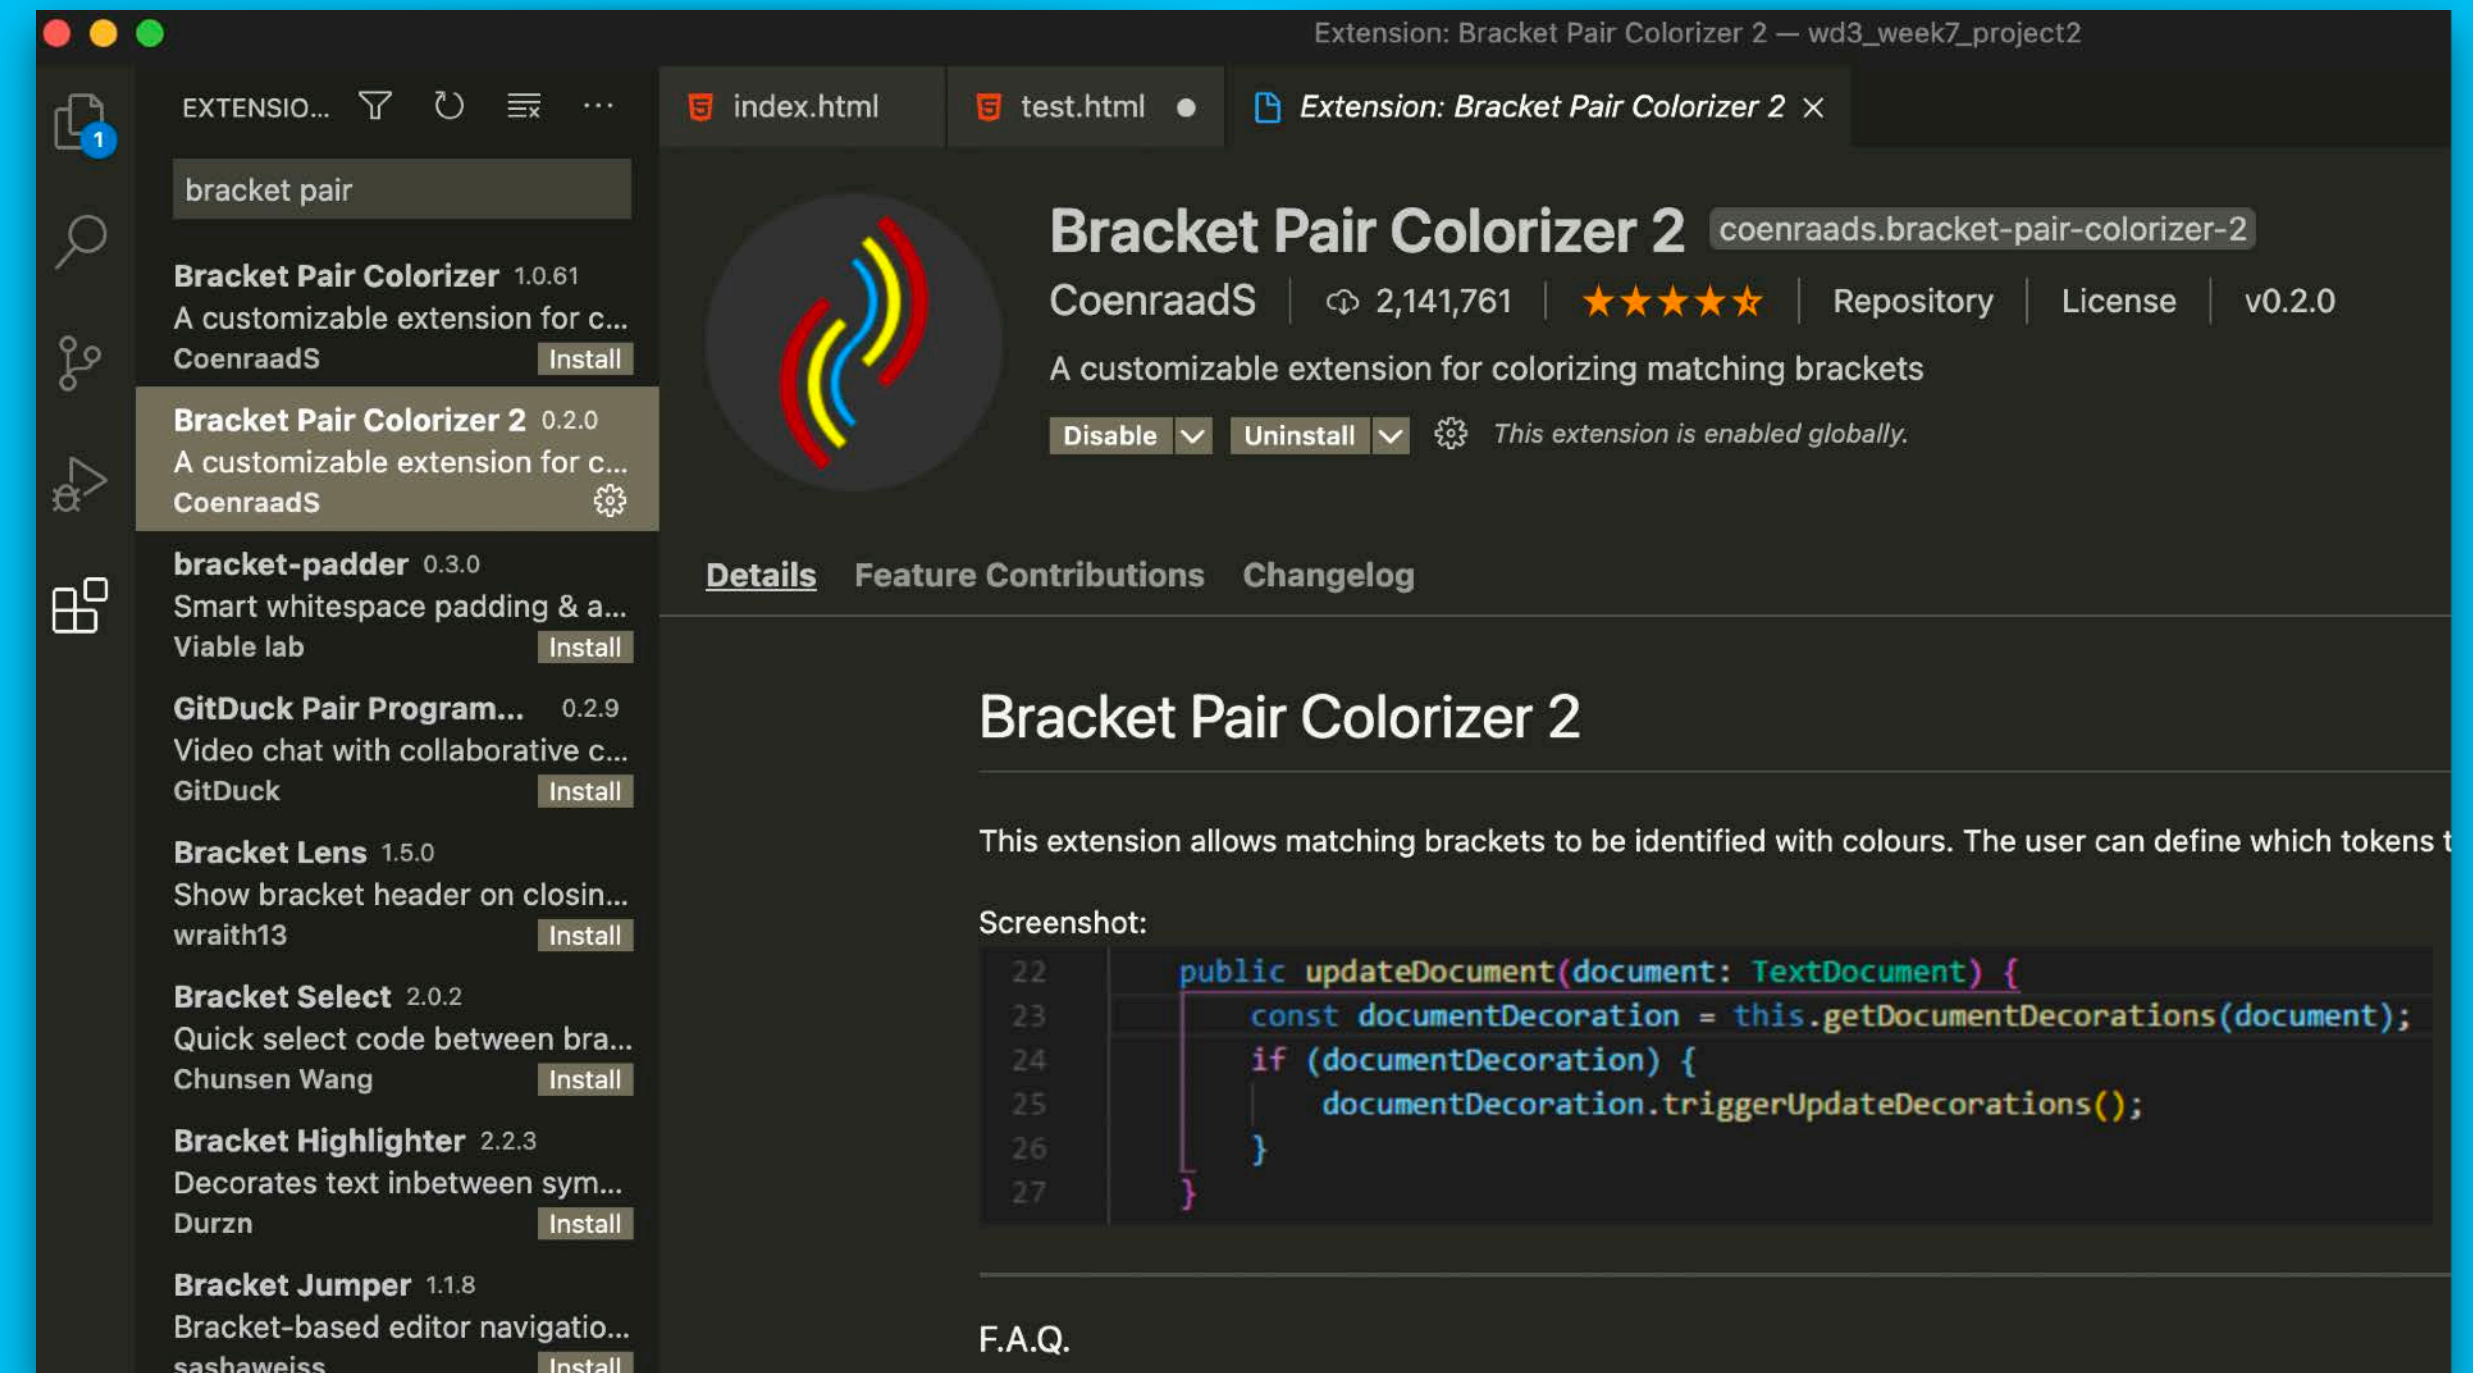 Extension: Bracket Pair Colorizer 2 — wd3_week7_project2
1
EXTENSIO... ...
bracket pair
Bracket Pair Colorizer 1.0.61
A customizable extension for c...
CoenraadS Install
Bracket Pair Colorizer 2 0.2.0
A customizable extension for c...
CoenraadS
bracket-padder 0.3.0
Smart whitespace padding & a...
Viable lab Install
GitDuck Pair Program... 0.2.9
Video chat with collaborative c...
GitDuck Install
Bracket Lens 1.5.0
Show bracket header on closin...
wraith13 Install
Bracket Select 2.0.2
Quick select code between bra...
Chunsen Wang Install
Bracket Highlighter 2.2.3
Decorates text inbetween sym...
Durzn Install
Bracket Jumper 1.1.8
Bracket-based editor navigatio...
sashaweiss Install
index.html test.html Extension: Bracket Pair Colorizer 2
Bracket Pair Colorizer 2 coenraads.bracket-pair-colorizer-2
CoenraadS 2,141,761 Repository License v0.2.0
A customizable extension for colorizing matching brackets
Disable Uninstall This extension is enabled globally.
Details Feature Contributions Changelog
Bracket Pair Colorizer 2
This extension allows matching brackets to be identified with colours. The user can define which tokens t
Screenshot:
22 public updateDocument(document: TextDocument) {
23 const documentDecoration = this.getDocumentDecorations(document);
24 if (documentDecoration) {
25 documentDecoration.triggerUpdateDecorations();
26 }
27 }
F.A.Q.